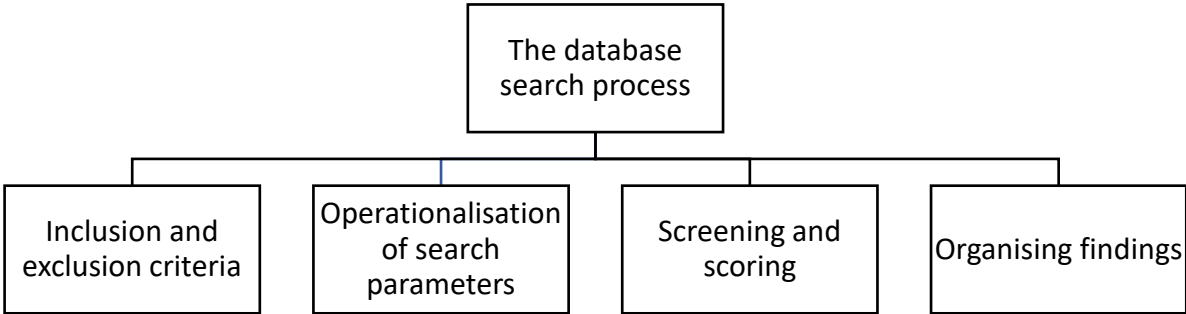 The database
search process
Inclusion and
exclusion criteria
Operationalisation
of search
parameters
Screening and
scoring
Organising findings